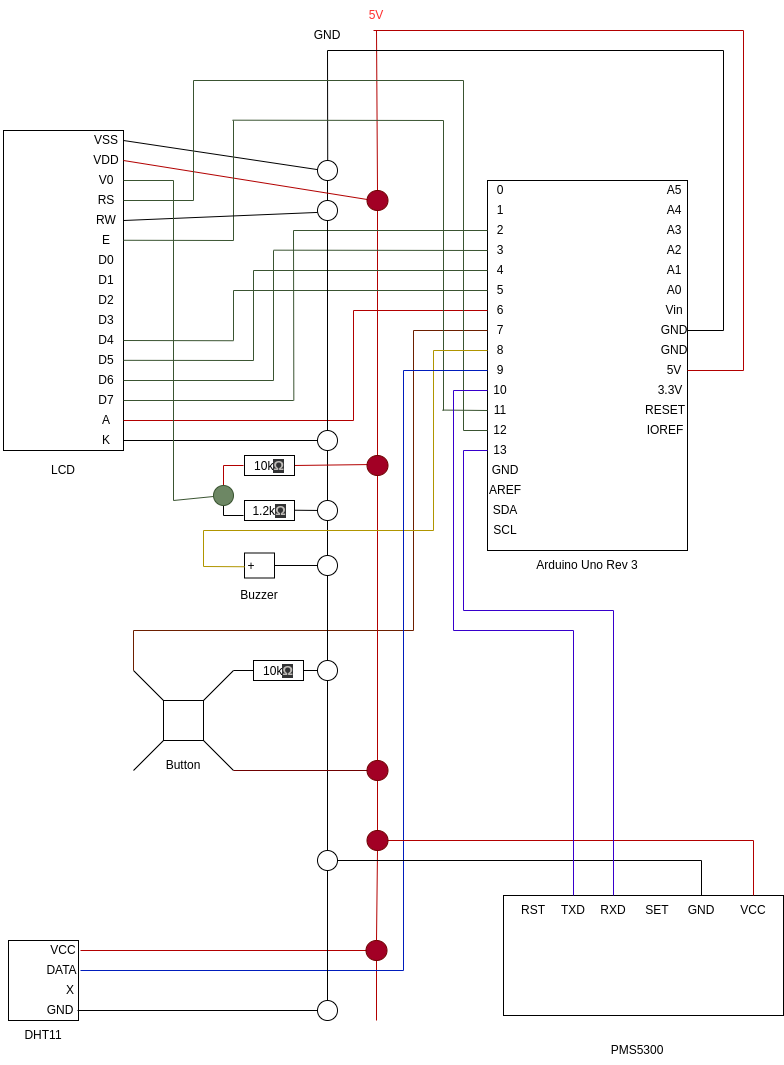 5V
GND
VSS
VDD
V0
RS
RW
E
D0
D1
D2
D3
D4
D5
D6
D7
A
K
LCD
0
1
2
3
4
5
6
7
8
9
10
11
12
13
GND
AREF
SDA
SCL
A5
A4
A3
A2
A1
A0
Vin
GND
GND
5V
3.3V
RESET
IOREF
Arduino Uno Rev 3
10kΩ
1.2kΩ
+
Buzzer
10kΩ
Button
RST TXD RXD SET GND VCC
PMS5300
VCC
DATA
X
GND
DHT11